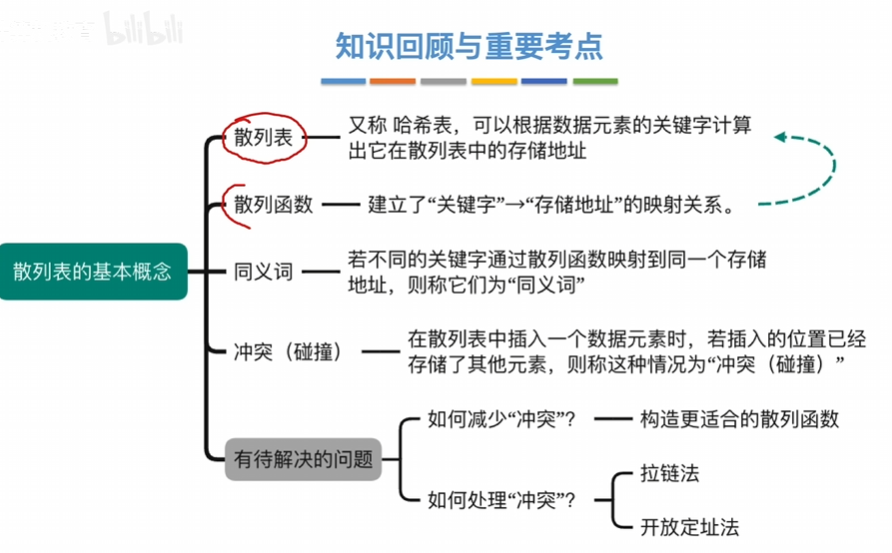 bilibili
知识回顾与重要考点
散列表
又称 哈希表，可以根据数据元素的关键字计算
出它在散列表中的存储地址
散列函数
建立了“关键字”→“存储地址”的映射关系。
散列表的基本概念
同义词
若不同的关键字通过散列函数映射到同一个存储
地址，则称它们为“同义词”
冲突（碰撞）
在散列表中插入一个数据元素时，若插入的位置已经
存储了其他元素，则称这种情况为“冲突（碰撞）”
有待解决的问题
如何减少“冲突”？
构造更适合的散列函数
如何处理“冲突”？
拉链法
开放定址法